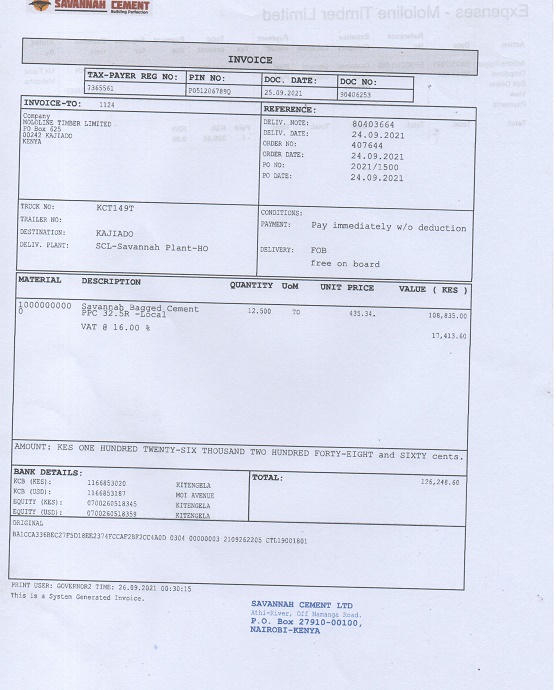 SAVANNAH CEMENT
Building Perfection
Expenses - Mololine Timber Limited
INVOICE
TAX-PAYER REG NO: PIN NO: DOC. DATE: DOC NO:
7365561 P051206789Q 25.09.2021 90406253
INVOICE-TO: 1124 REFERENCE:
Company
MOLOLINE TIMBER LIMITED
PO Box 625
00242 KAJIADO
KENYA
DELIV. NOTE: 80403664
DELIV. DATE: 24.09.2021
ORDER NO: 407644
ORDER DATE: 24.09.2021
PO NO: 2021/1500
PO DATE: 24.09.2021
TRUCK NO: KCT149T
TRAILER NO:
DESTINATION: KAJIADO
DELIV. PLANT: SCL-Savannah Plant-HO
CONDITIONS:
PAYMENT: Pay immediately w/o deduction
DELIVERY: FOB
free on board
MATERIAL DESCRIPTION QUANTITY UoM UNIT PRICE VALUE ( KES )
1000000000 Savannah Bagged Cement
0 PPC 32.5R -Local 12.500 TO 435.34. 108,835.00
VAT @ 16.00 % 17,413.60
AMOUNT: KES ONE HUNDRED TWENTY-SIX THOUSAND TWO HUNDRED FORTY-EIGHT and SIXTY cents.
BANK DETAILS: TOTAL: 126,248.60
KCB (KES): 1166853020 KITENGELA
KCB (USD): 1166853187 MOI AVENUE
EQUITY (KES): 0700260518345 KITENGELA
EQUITY (USD): 0700260518359 KITENGELA
ORIGINAL
0304 00000003 2109262205 CTL19001801
PRINT USER: GOVERNOR2 TIME: 26.09.2021 00:30:15
This is a System Generated Invoice.
SAVANNAH CEMENT LTD
Athi-River, Off Namanga Road.
P.O. Box 27910-00100,
NAIROBI-KENYA